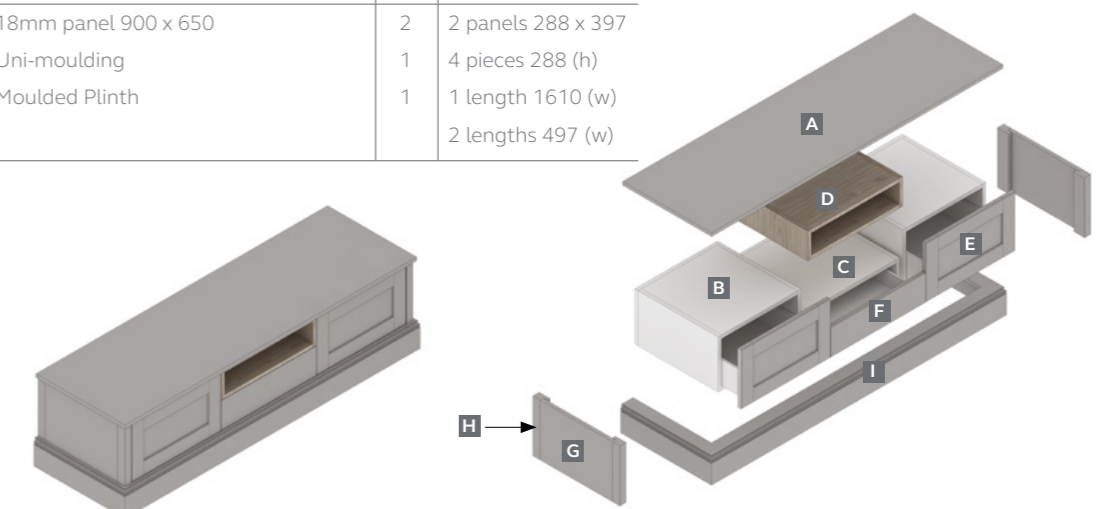 18mm panel 900 x 650 2 2 panels 288 x 397
Uni-moulding 1 4 pieces 288 (h)
Moulded Plinth 1 1 length 1610 (w)
2 lengths 497 (w)
A
D
E
C
B
F
I
H
G